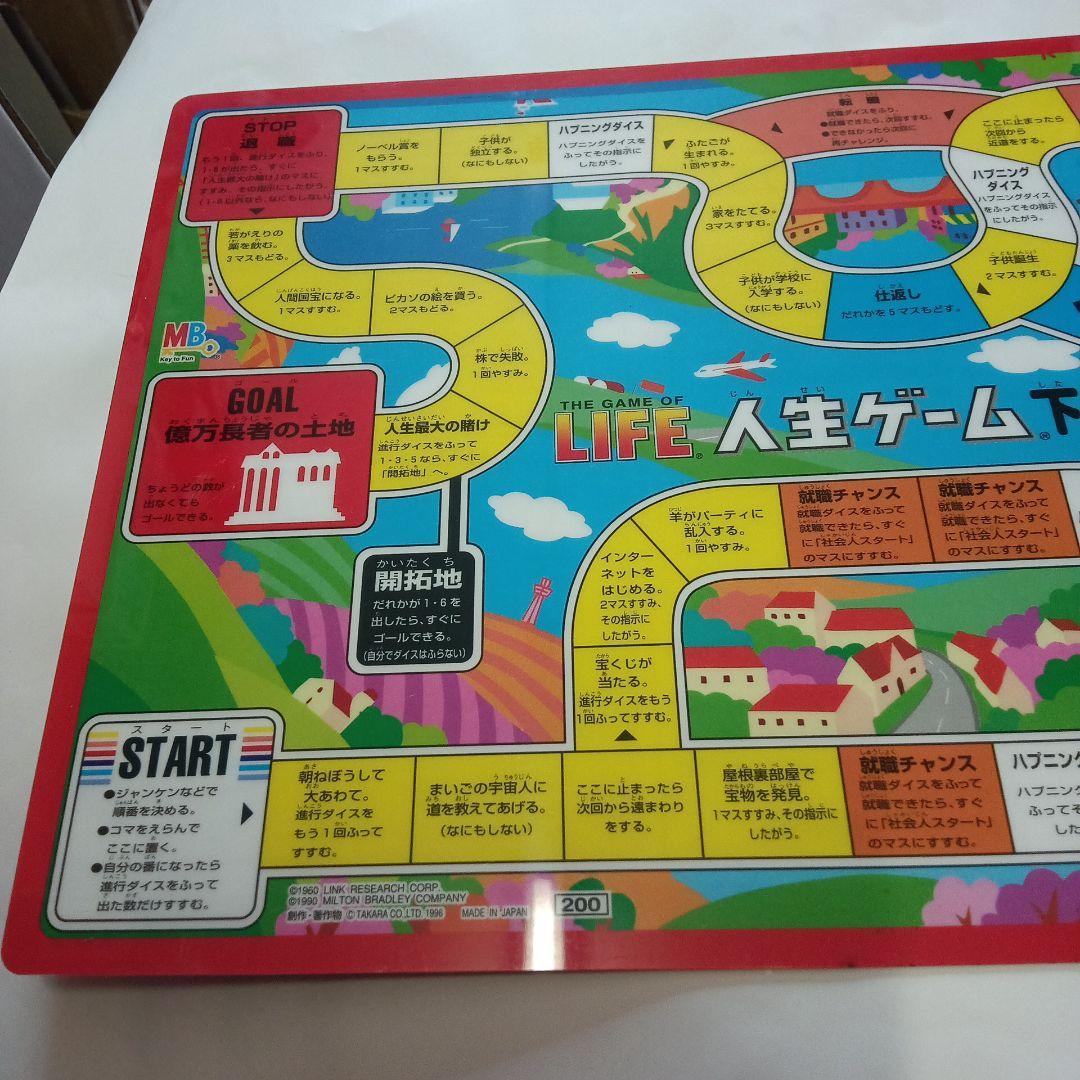 STOP
退職
もう1回、進行ダイスをふり、
1・6が出たら、すぐに
「人生最大の賭け」のマスに
すすみ、その指示にしたがう。
(1・6以外なら、なにもしない)
ノーベル賞を
もらう。
1マスすすむ。
子供が
独立する。
(なにもしない)
ハプニングダイス
ハプニングダイスを
ふってその指示に
したがう。
ふたごが
生まれる。
1回やすみ。
転職
就職ダイスをふり、
●就職できたら、次回すすむ。
●できなかったら次回に
再チャレンジ。
ここに止まったら
次回から
近道をする。
ハプニング
ダイス
ハプニングダイス
をふってその指示
にしたがう。
家をたてる。
3マスすすむ。
子供が学校に
入学する。
(なにもしない)
仕返し
だれかを5マスもどす。
子供誕生
2マスすすむ。
若がえりの
薬を飲む。
3マスもどる。
人間国宝になる。
1マスすすむ。
ピカソの絵を買う。
2マスもどる。
株で失敗。
1回やすみ。
人生最大の賭け
進行ダイスをふって
1・3・5なら、すぐに
「開拓地」へ。
MB
Key to Fun
GOAL
億万長者の土地
ちょうどの数が
出なくても
ゴールできる。
THE GAME OF
LIFE® 人生ゲーム® 下
開拓地
だれかが1・6を
出したら、すぐに
ゴールできる。
(自分でダイスはふらない)
羊がパーティに
乱入する。
1回やすみ。
就職チャンス
就職ダイスをふって
就職できたら、すぐ
に「社会人スタート」
のマスにすすむ。
就職チャンス
就職ダイスをふって
就職できたら、すぐ
に「社会人スタート」
のマスにすすむ。
インター
ネットを
はじめる。
2マスすすみ、
その指示に
したがう。
宝くじが
当たる。
進行ダイスをもう
1回ふってすすむ。
スタート
START
●ジャンケンなどで
順番を決める。
●コマをえらんで
ここに置く。
●自分の番になったら
進行ダイスをふって
出た数だけすすむ。
朝ねぼうして
大あわて。
進行ダイスを
もう1回ふって
すすむ。
まいごの宇宙人に
道を教えてあげる。
(なにもしない)
ここに止まったら
次回から遠まわり
をする。
屋根裏部屋で
宝物を発見。
1マスすすみ、その指示に
したがう。
就職チャンス
就職ダイスをふって
就職できたら、すぐ
に「社会人スタート」
のマスにすすむ。
ハプニン
ハプニング
ふってそ
した
©1960 LINK RESEARCH CORP.
©1990 MILTON BRADLEY COMPANY
創作・著作物 © TAKARA CO.,LTD. 1996 MADE IN JAPAN
200